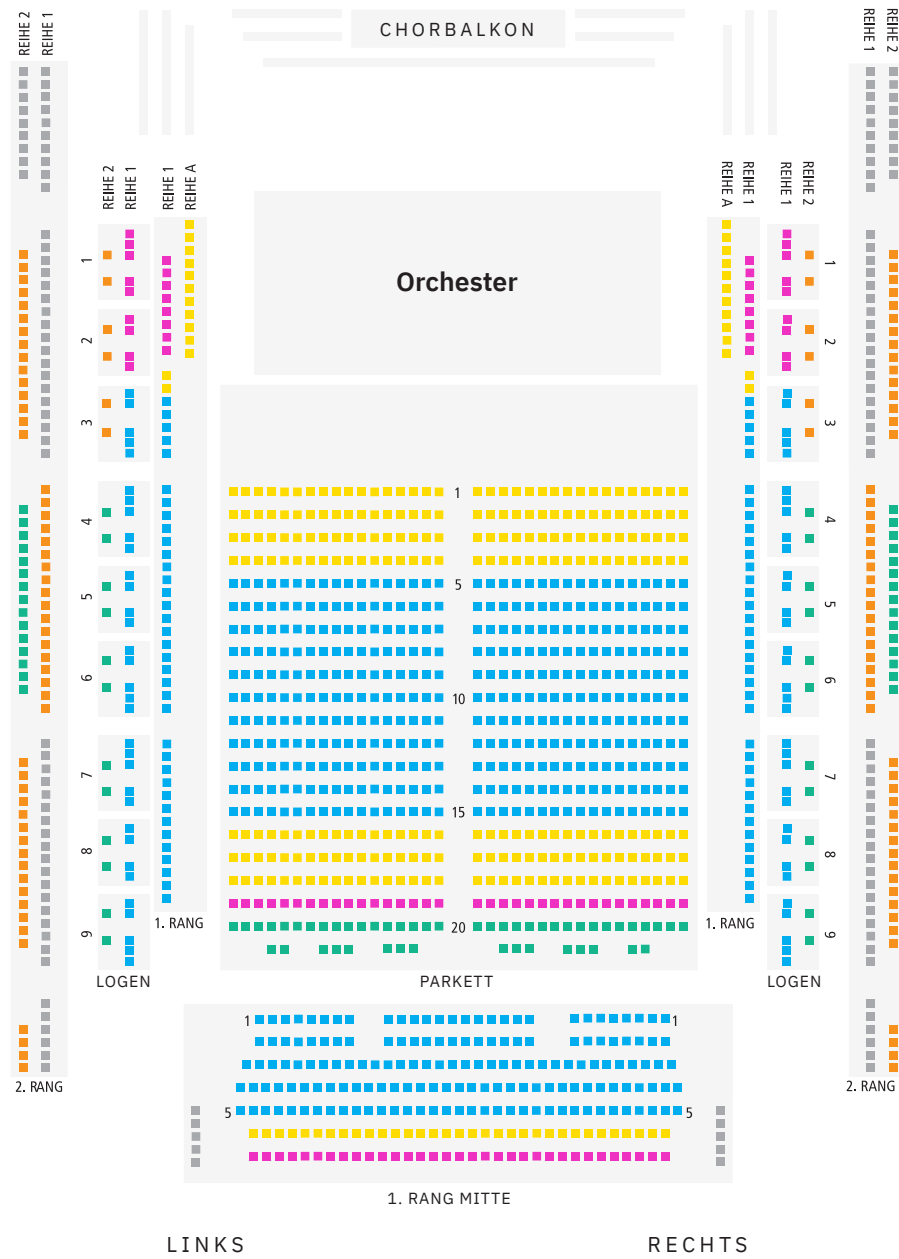 CHORBALKON
REIHE 2
REIHE 1
REIHE 1
REIHE 2
REIHE 2
REIHE 1
REIHE 1
REIHE A
REIHE A
REIHE 1
REIHE 1
REIHE 2
Orchester
1
1
2
2
3
3
1
4
4
5
5
5
6
6
10
7
7
15
8
8
20
9
9
1. RANG
1. RANG
LOGEN
PARKETT
LOGEN
1
1
2. RANG
2. RANG
5
5
1. RANG MITTE
LINKS
RECHTS